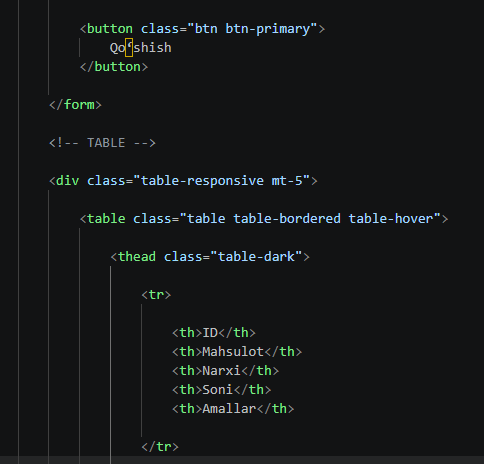 <button class="btn btn-primary">
Qo‘shish
</button>
</form>
<!-- TABLE -->
<div class="table-responsive mt-5">
<table class="table table-bordered table-hover">
<thead class="table-dark">
<tr>
<th>ID</th>
<th>Mahsulot</th>
<th>Narxi</th>
<th>Soni</th>
<th>Amallar</th>
</tr>